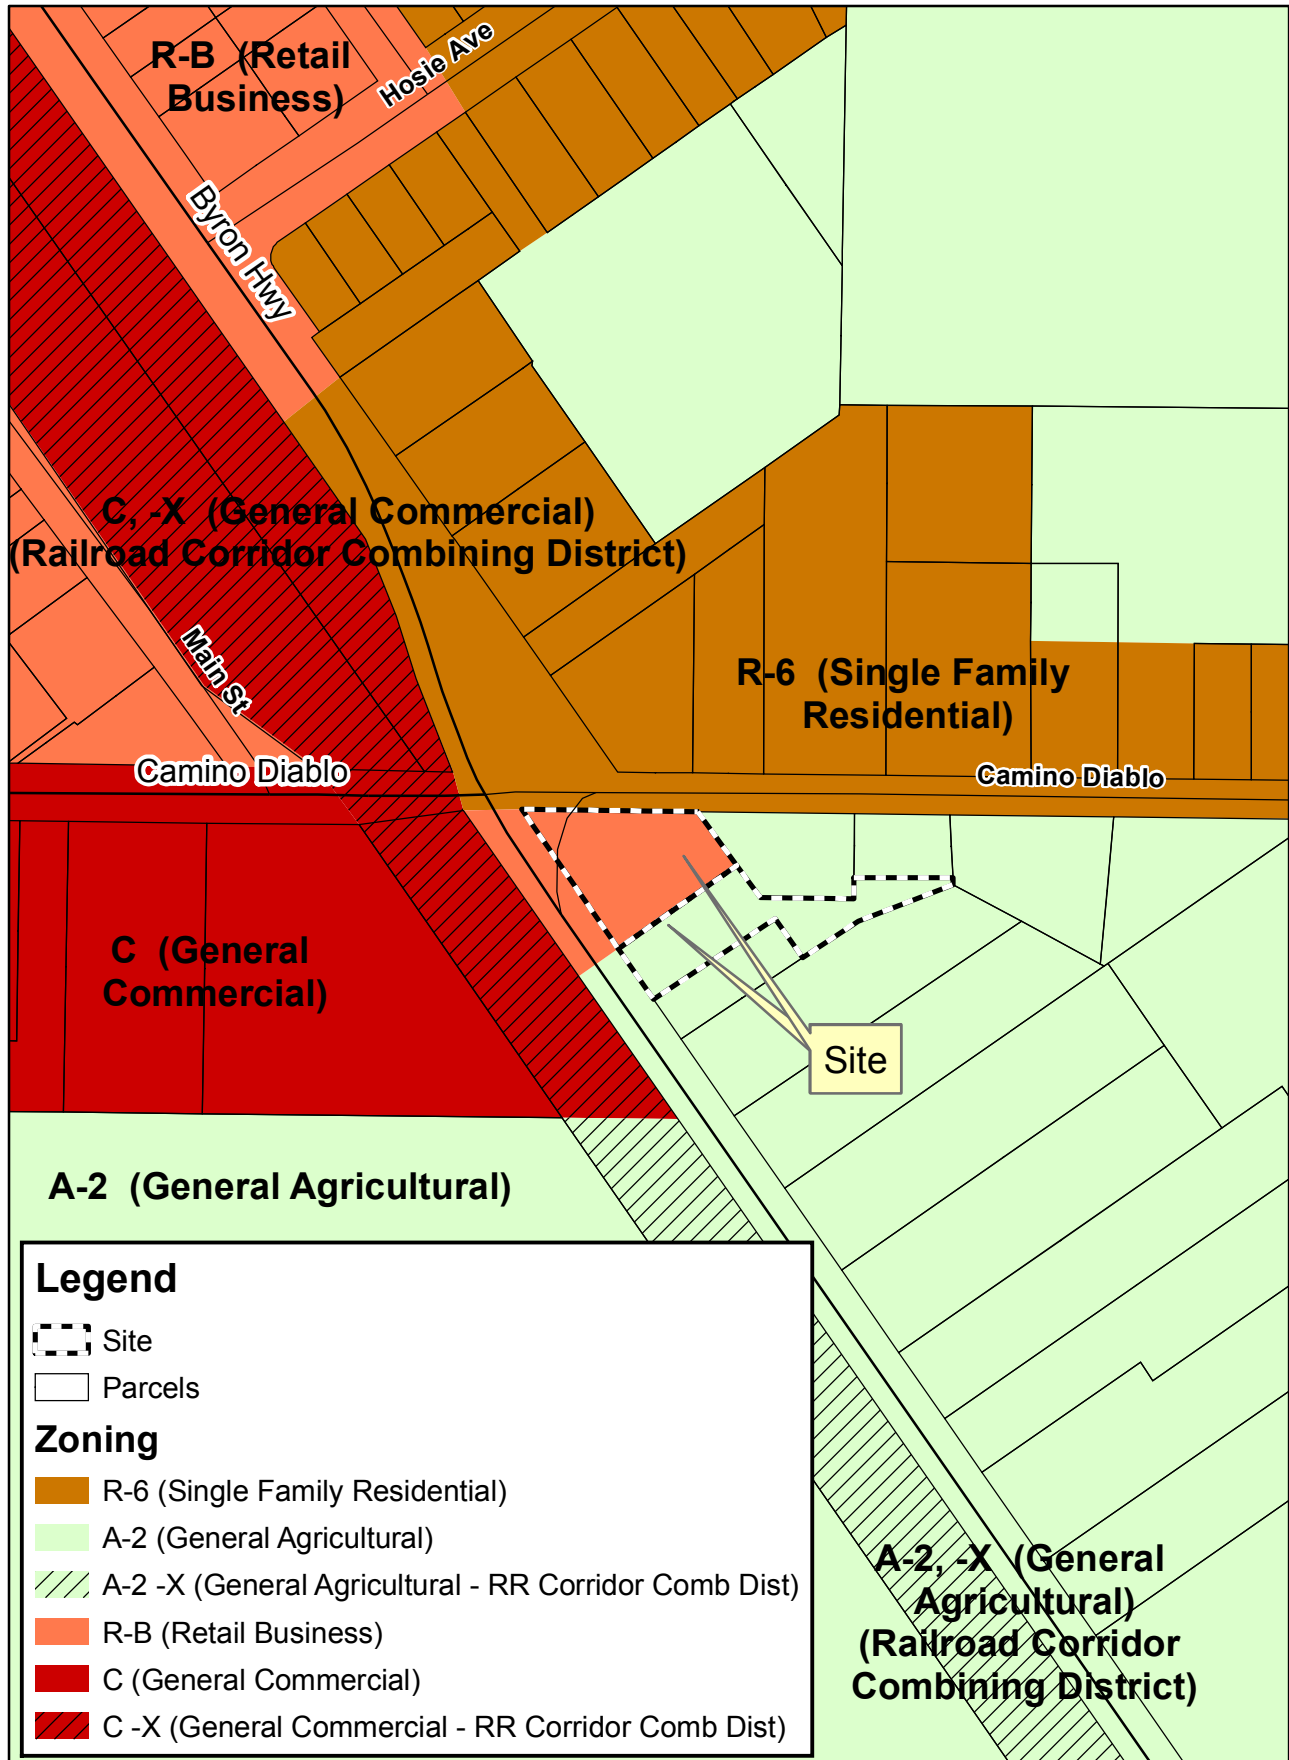 R-B (Retail
Business)
Hosie Ave
Byron Hwy
C, -X (General Commercial)
(Railroad Corridor Combining District)
Main St
R-6 (Single Family
Residential)
Camino Diablo
Camino Diablo
C (General
Commercial)
Site
A-2 (General Agricultural)
Legend
Site
Parcels
Zoning
R-6 (Single Family Residential)
A-2 (General Agricultural)
A-2 -X (General Agricultural - RR Corridor Comb Dist)
R-B (Retail Business)
C (General Commercial)
C -X (General Commercial - RR Corridor Comb Dist)
A-2, -X (General
Agricultural)
(Railroad Corridor
Combining District)